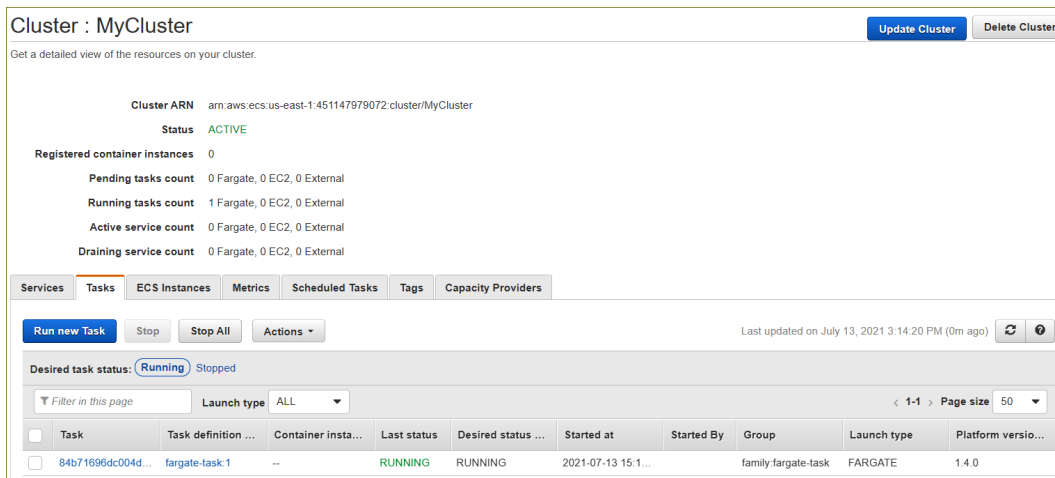 Cluster : MyCluster
Update Cluster
Delete Cluster
Get a detailed view of the resources on your cluster.
Cluster ARN arn:aws:ecs:us-east-1:451147979072:cluster/MyCluster
Status ACTIVE
Registered container instances 0
Pending tasks count 0 Fargate, 0 EC2, 0 External
Running tasks count 1 Fargate, 0 EC2, 0 External
Active service count 0 Fargate, 0 EC2, 0 External
Draining service count 0 Fargate, 0 EC2, 0 External
Services Tasks ECS Instances Metrics Scheduled Tasks Tags Capacity Providers
Run new Task Stop Stop All Actions Last updated on July 13, 2021 3:14:20 PM (0m ago)
Desired task status: Running Stopped
Filter in this page Launch type ALL < 1-1 > Page size 50
Task Task definition ... Container insta... Last status Desired status ... Started at Started By Group Launch type Platform versio...
84b71696dc004d... fargate-task:1 -- RUNNING RUNNING 2021-07-13 15:1... family:fargate-task FARGATE 1.4.0